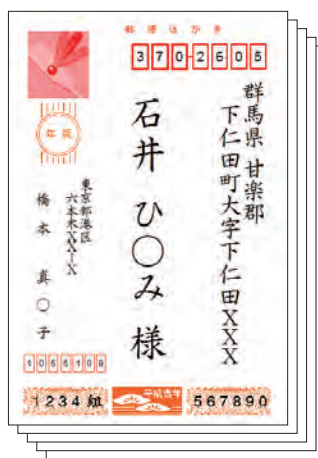 郵便はがき
370-2605
群馬県 甘楽郡
下仁田町大字下仁田XXX
石井 ひ〇み 様
年賀
東京都港区
六本木XX-X
橋本 真〇子
1066108
1234組
平成壱年
567890